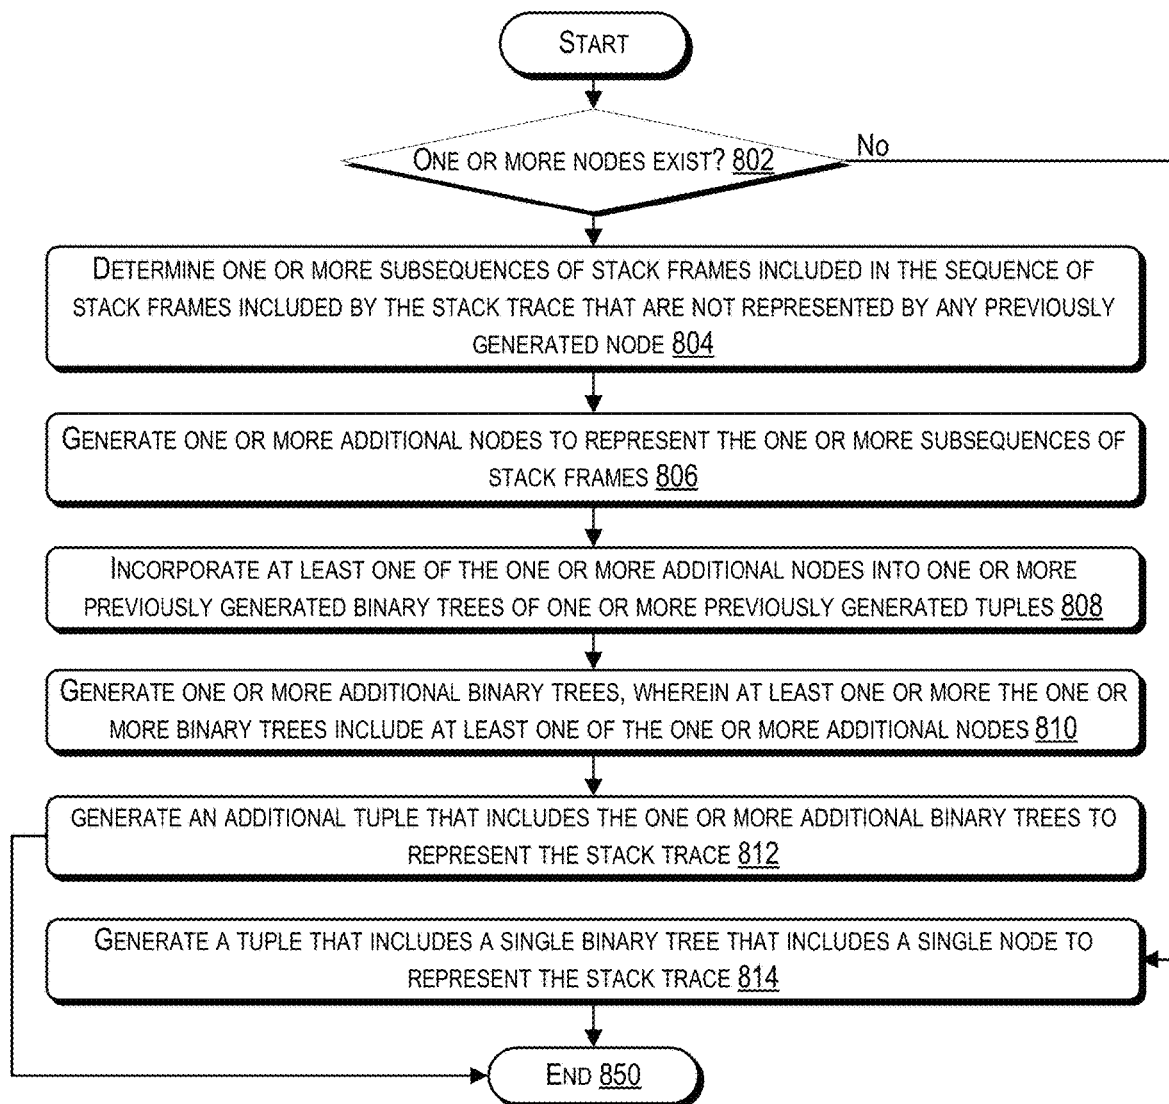 START
ONE OR MORE NODES EXIST? 802
No
DETERMINE ONE OR MORE SUBSEQUENCES OF STACK FRAMES INCLUDED IN THE SEQUENCE OF
STACK FRAMES INCLUDED BY THE STACK TRACE THAT ARE NOT REPRESENTED BY ANY PREVIOUSLY
GENERATED NODE 804
GENERATE ONE OR MORE ADDITIONAL NODES TO REPRESENT THE ONE OR MORE SUBSEQUENCES OF
STACK FRAMES 806
INCORPORATE AT LEAST ONE OF THE ONE OR MORE ADDITIONAL NODES INTO ONE OR MORE
PREVIOUSLY GENERATED BINARY TREES OF ONE OR MORE PREVIOUSLY GENERATED TUPLES 808
GENERATE ONE OR MORE ADDITIONAL BINARY TREES, WHEREIN AT LEAST ONE OR MORE THE ONE OR
MORE BINARY TREES INCLUDE AT LEAST ONE OF THE ONE OR MORE ADDITIONAL NODES 810
GENERATE AN ADDITIONAL TUPLE THAT INCLUDES THE ONE OR MORE ADDITIONAL BINARY TREES TO
REPRESENT THE STACK TRACE 812
GENERATE A TUPLE THAT INCLUDES A SINGLE BINARY TREE THAT INCLUDES A SINGLE NODE TO
REPRESENT THE STACK TRACE 814
END 850